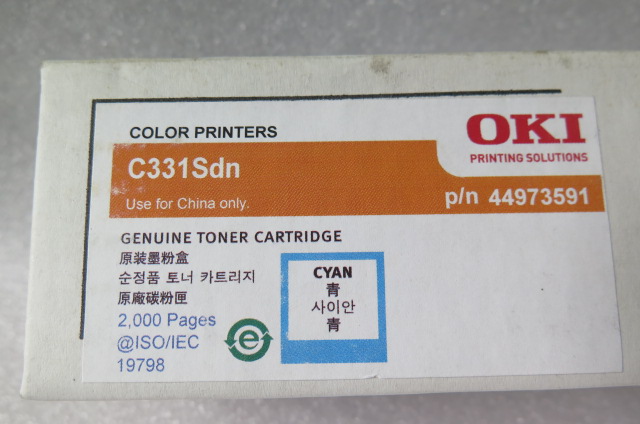 COLOR PRINTERS
OKI
PRINTING SOLUTIONS
C331Sdn
Use for China only.
p/n 44973591
GENUINE TONER CARTRIDGE
原装墨粉盒
순정품 토너 카트리지
原廠碳粉匣
2,000 Pages
@ISO/IEC
19798
e
CYAN
青
사이안
青